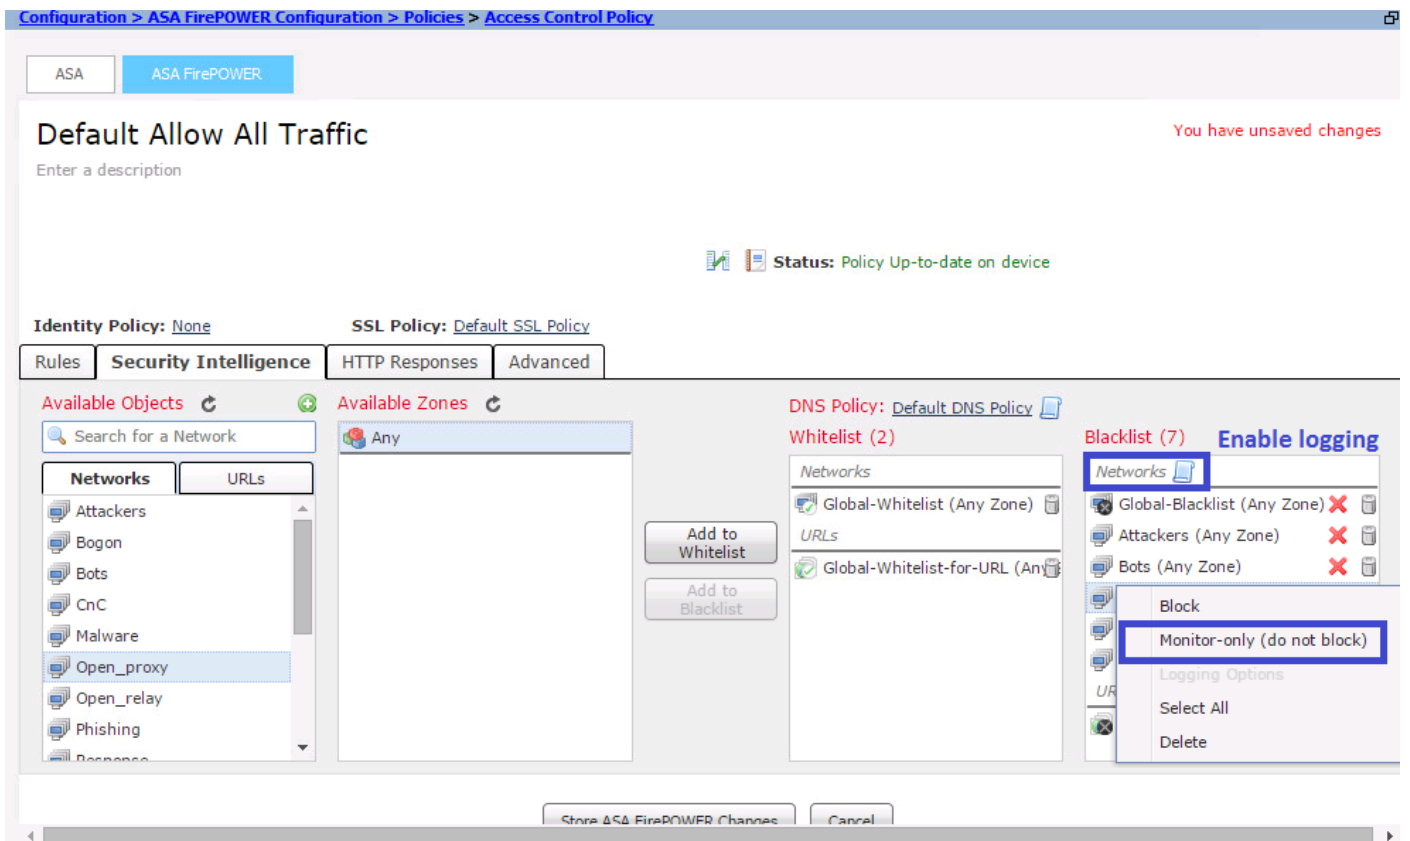 Configuration > ASA FirePOWER Configuration > Policies > Access Control Policy
ASA
ASA FirePOWER
Default Allow All Traffic
You have unsaved changes
Enter a description
Status: Policy Up-to-date on device
Identity Policy: None
SSL Policy: Default SSL Policy
Rules
Security Intelligence
HTTP Responses
Advanced
Available Objects
Search for a Network
Networks
URLs
Attackers
Bogon
Bots
CnC
Malware
Open_proxy
Open_relay
Phishing
Response
Available Zones
Any
Add to
Whitelist
Add to
Blacklist
DNS Policy: Default DNS Policy
Whitelist (2)
Networks
Global-Whitelist (Any Zone)
URLs
Global-Whitelist-for-URL (Any
Blacklist (7)
Enable logging
Networks
Global-Blacklist (Any Zone)
Attackers (Any Zone)
Bots (Any Zone)
UR
Block
Monitor-only (do not block)
Logging Options
Select All
Delete
Store ASA FirePOWER Changes
Cancel